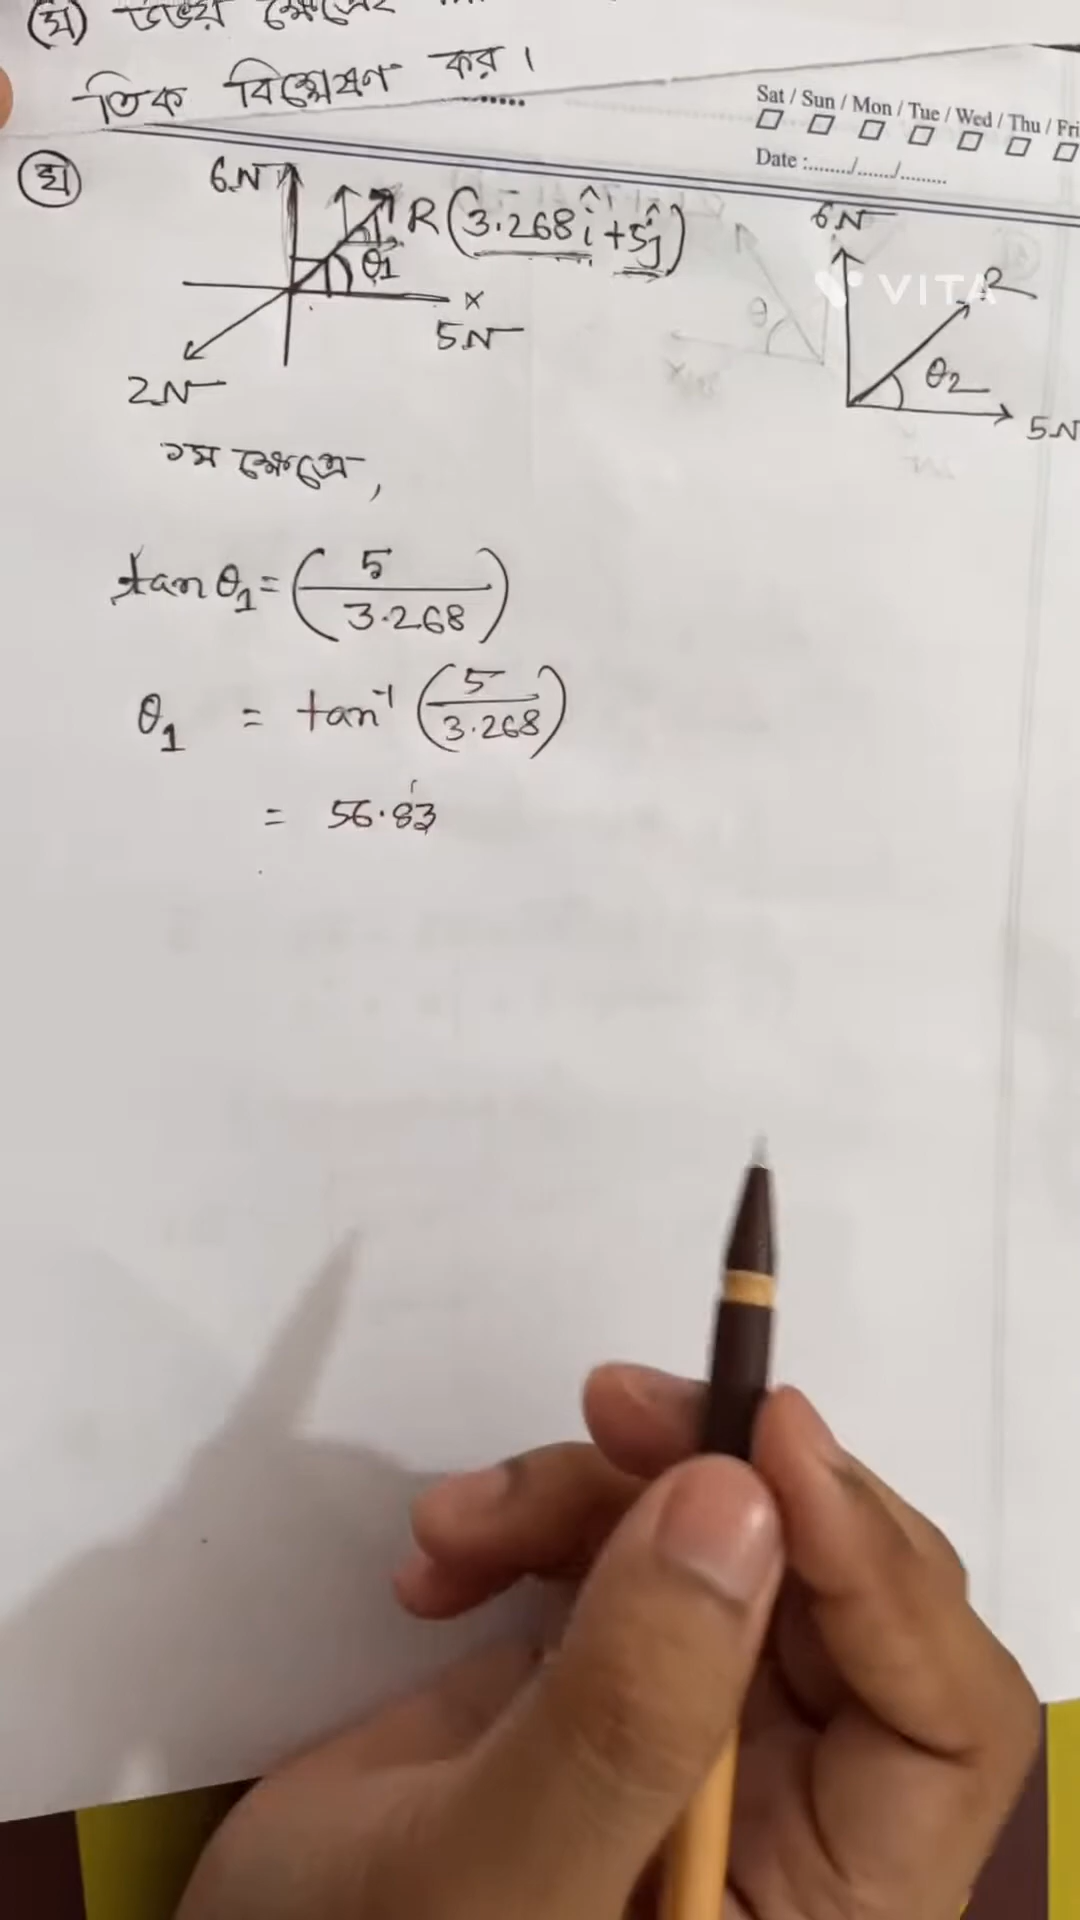 (ঘ) উভয় ক্ষেত্রেই
তিক বিশ্লেষণ কর।
Sat / Sun / Mon / Tue / Wed / Thu / Fri
Date :......../......./.........
(ঘ)
6N
R(3.268î+5ĵ)
θ1
x
5N
2N
6N
VITA
R
θ2
5N
১ম ক্ষেত্রে,
tan θ1 = (5/3.268)
θ1 = tan⁻¹ (5/3.268)
= 56.83